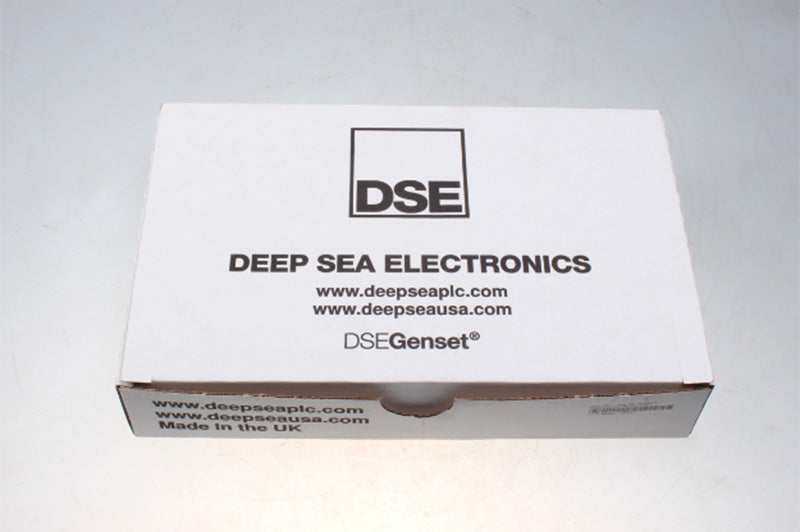 DSE
DEEP SEA ELECTRONICS
www.deepseaplc.com
www.deepseausa.com
DSEGenset®
www.deepseaplc.com
www.deepseausa.com
Made in the UK